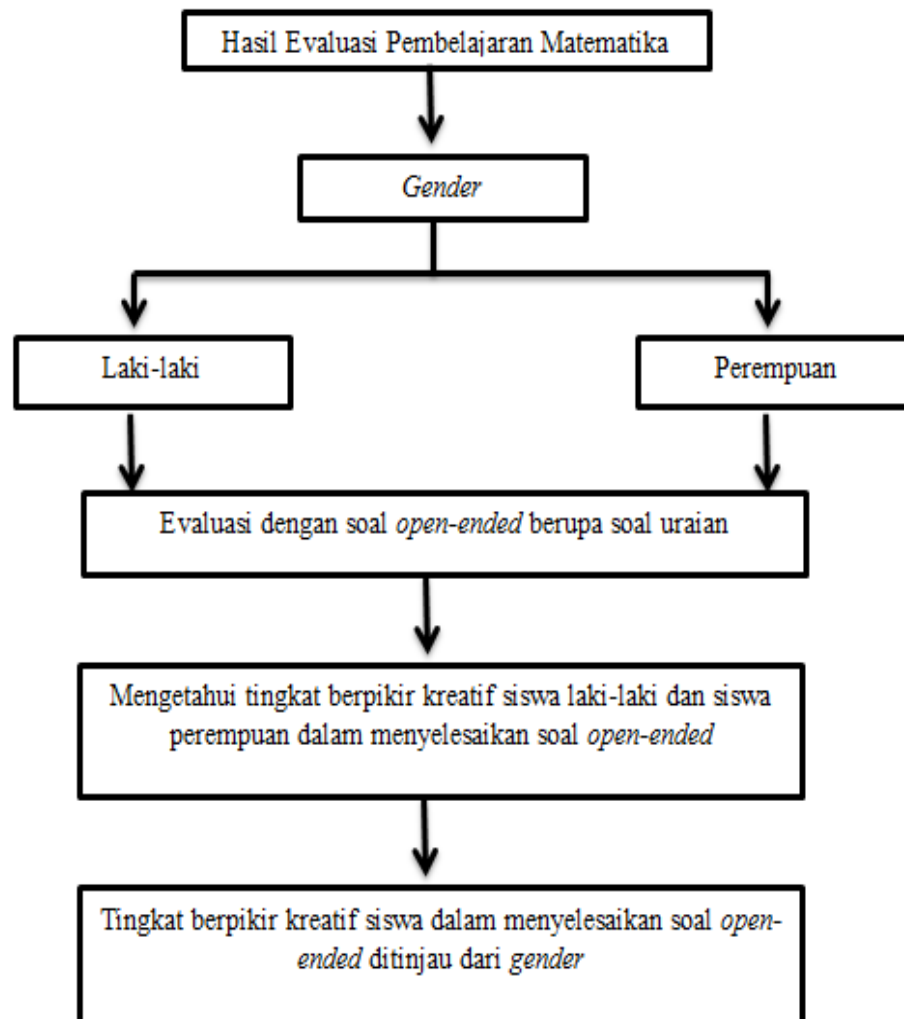 Hasil Evaluasi Pembelajaran Matematika
Gender
Laki-laki
Perempuan
Evaluasi dengan soal open-ended berupa soal uraian
Mengetahui tingkat berpikir kreatif siswa laki-laki dan siswa
perempuan dalam menyelesaikan soal open-ended
Tingkat berpikir kreatif siswa dalam menyelesaikan soal open-
ended ditinjau dari gender